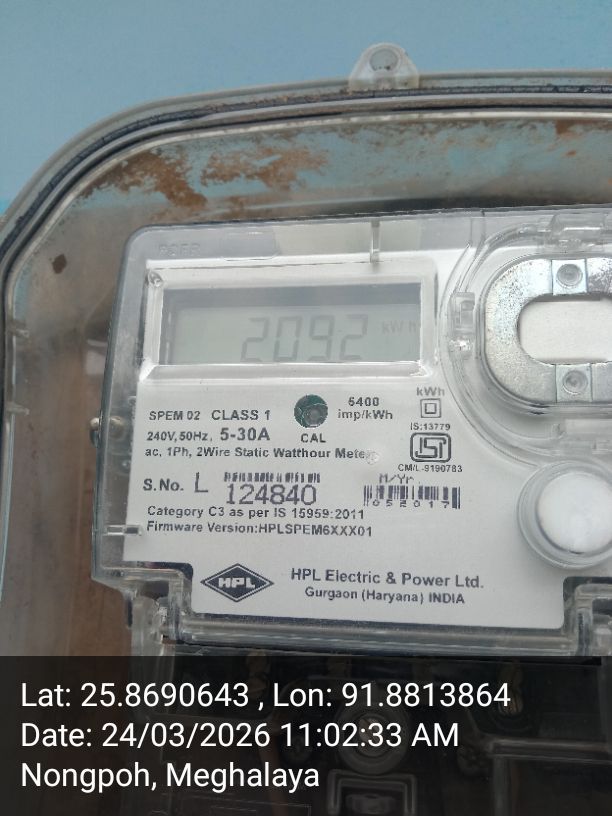 2092 kWh
SPEM 02 CLASS 1
6400 imp/kWh
kWh
240V, 50Hz, 5-30A
CAL
IS:13779
ac, 1Ph, 2Wire Static Watthour Meter
CM/L-9190783
S.No. L 124840
M/Yr.
052017
Category C3 as per IS 15959:2011
Firmware Version:HPLSPEM6XXX01
HPL
HPL Electric & Power Ltd.
Gurgaon (Haryana) INDIA
Lat: 25.8690643 , Lon: 91.8813864
Date: 24/03/2026 11:02:33 AM
Nongpoh, Meghalaya